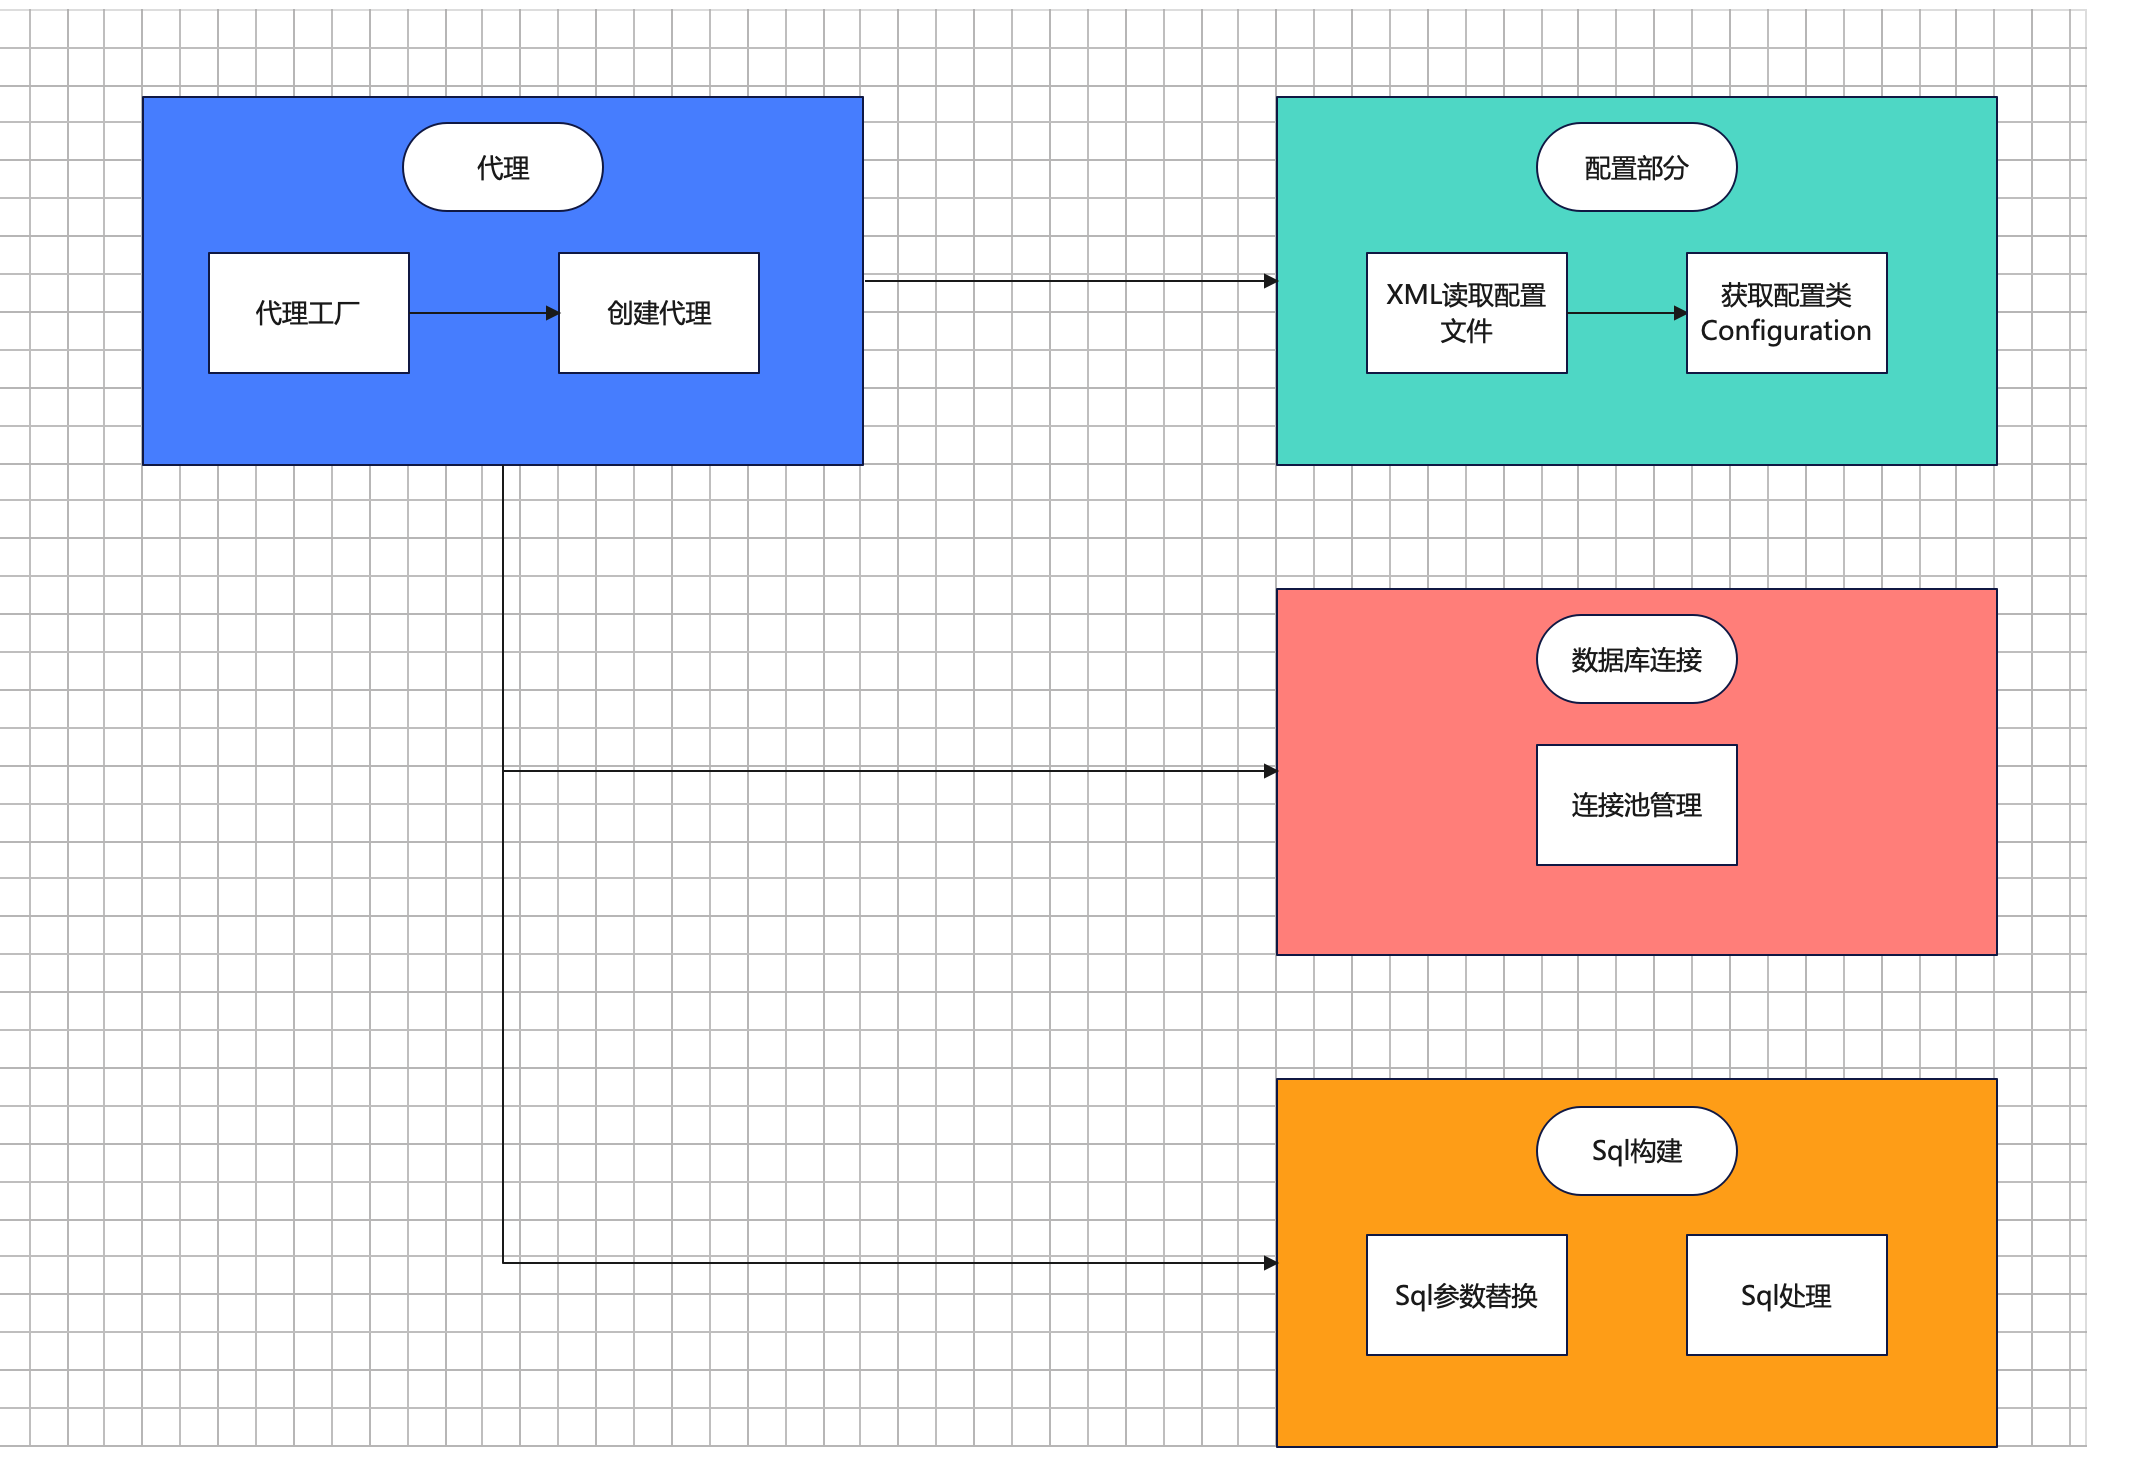 代理
代理工厂
创建代理
配置部分
XML读取配置
文件
获取配置类
Configuration
数据库连接
连接池管理
Sql构建
Sql参数替换
Sql处理